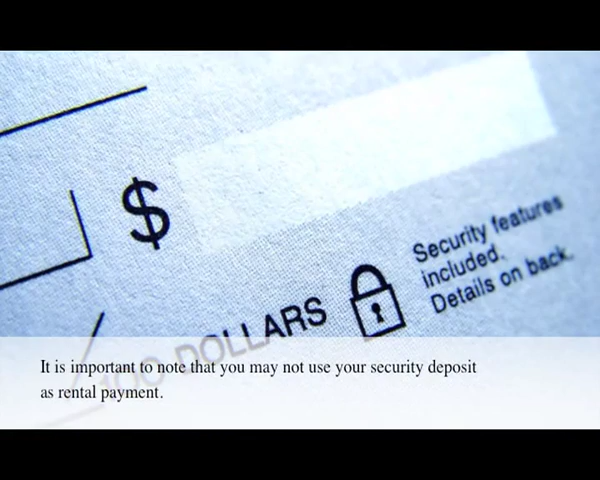 $
Security features
included.
Details on back.
100 DOLLARS
It is important to note that you may not use your security deposit
as rental payment.